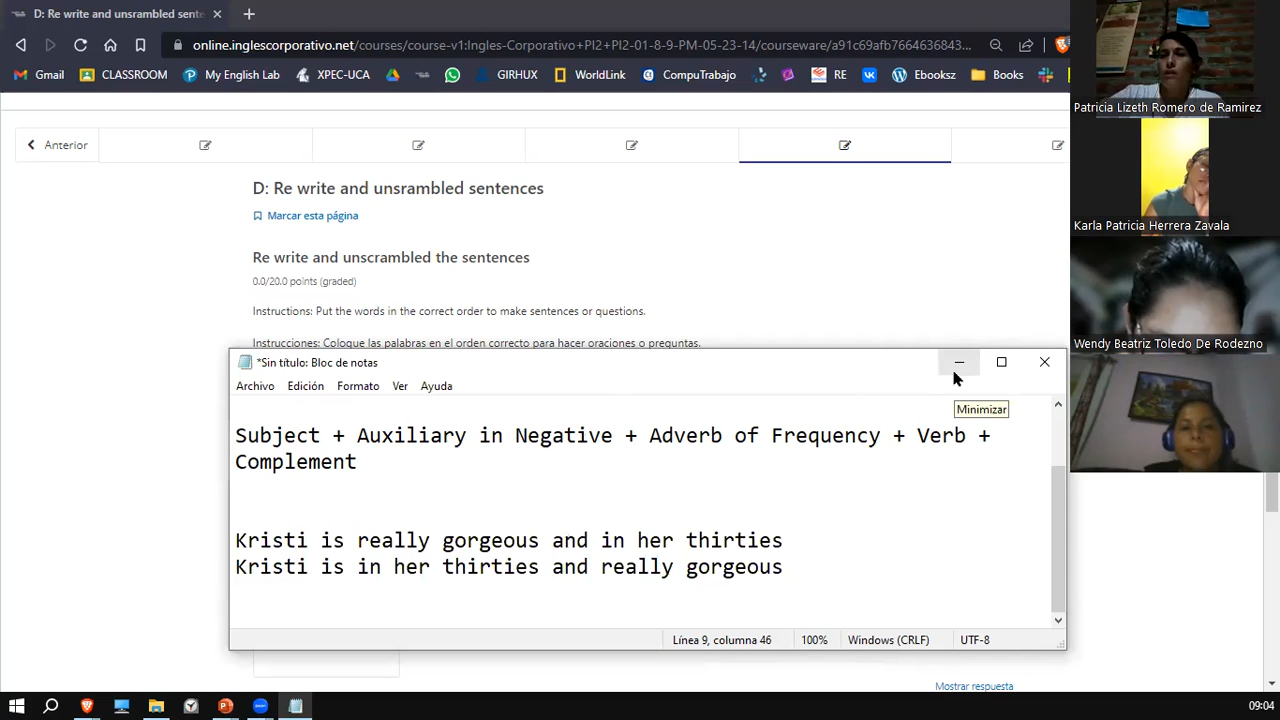 D: Re write and unsrambled sente
online.inglescorporativo.net/courses/course-v1:Ingles-Corporativo+PI2+PI2-01-8-9-PM-05-23-14/courseware/a91c69afb7664636843...
Gmail CLASSROOM My English Lab XPEC-UCA GIRHUX WorldLink CompuTrabajo RE Ebooksz Books
Patricia Lizeth Romero de Ramirez
Anterior
D: Re write and unsrambled sentences
Marcar esta página
Karla Patricia Herrera Zavala
Re write and unscrambled the sentences
0.0/20.0 points (graded)
Instructions: Put the words in the correct order to make sentences or questions.
Instrucciones: Coloque las palabras en el orden correcto para hacer oraciones o preguntas.
Wendy Beatriz Toledo De Rodezno
*Sin título: Bloc de notas
Archivo Edición Formato Ver Ayuda
Minimizar
Subject + Auxiliary in Negative + Adverb of Frequency + Verb +
Complement
Kristi is really gorgeous and in her thirties
Kristi is in her thirties and really gorgeous
Línea 9, columna 46 100% Windows (CRLF) UTF-8
Mostrar respuesta
09:04